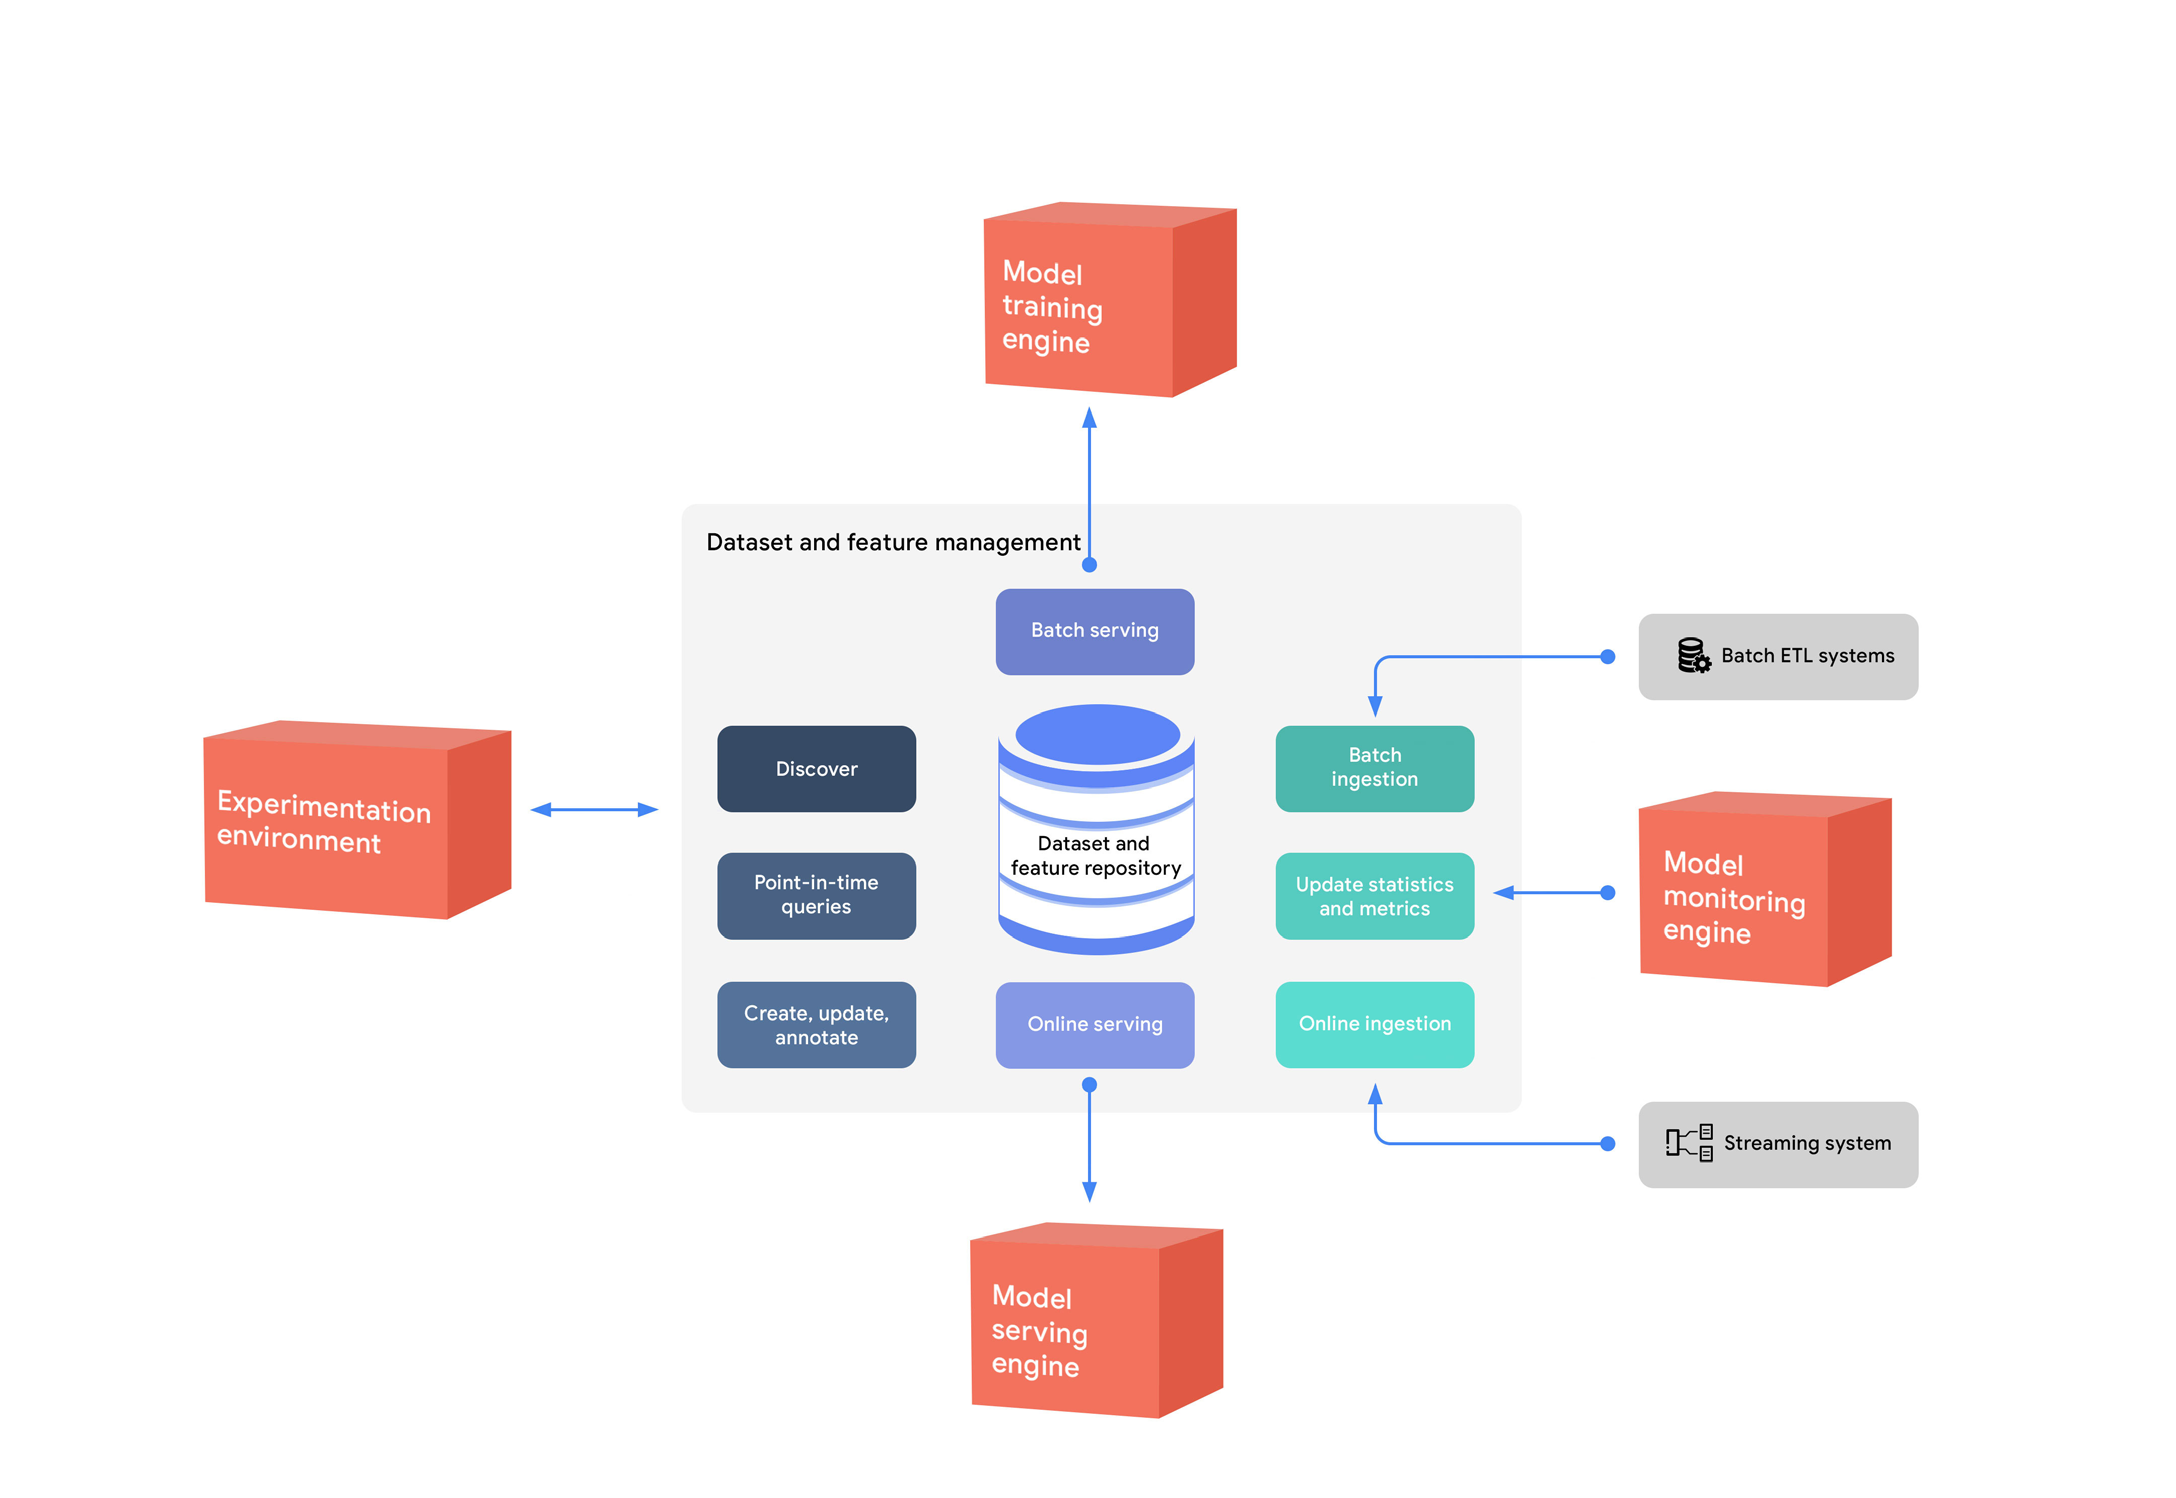 Model
training
engine
Dataset and feature management
Batch serving
Batch ETL systems
Discover
Batch
ingestion
Experimentation
environment
Dataset and
feature repository
Point-in-time
queries
Update statistics
and metrics
Model
monitoring
engine
Create, update,
annotate
Online serving
Online ingestion
Streaming system
Model
serving
engine